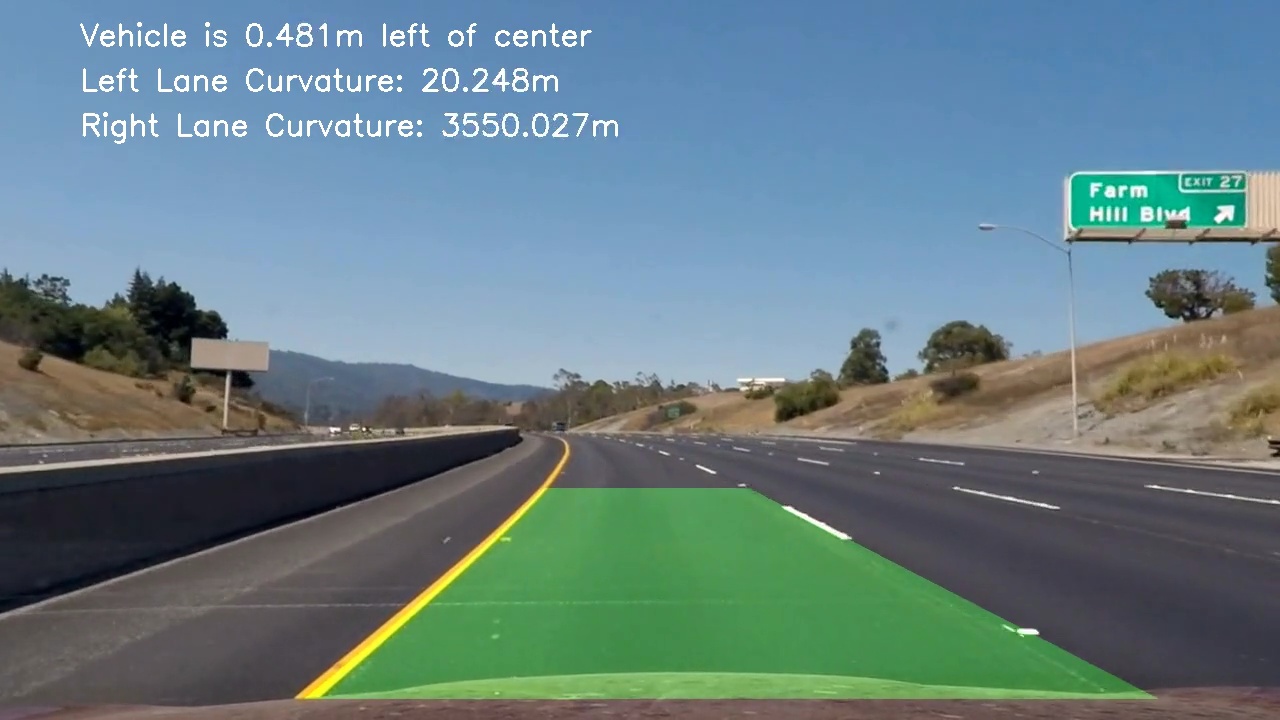 Vehicle is 0.481m left of center
Left Lane Curvature: 20.248m
Right Lane Curvature: 3550.027m
EXIT 27
Farm
Hill Blvd